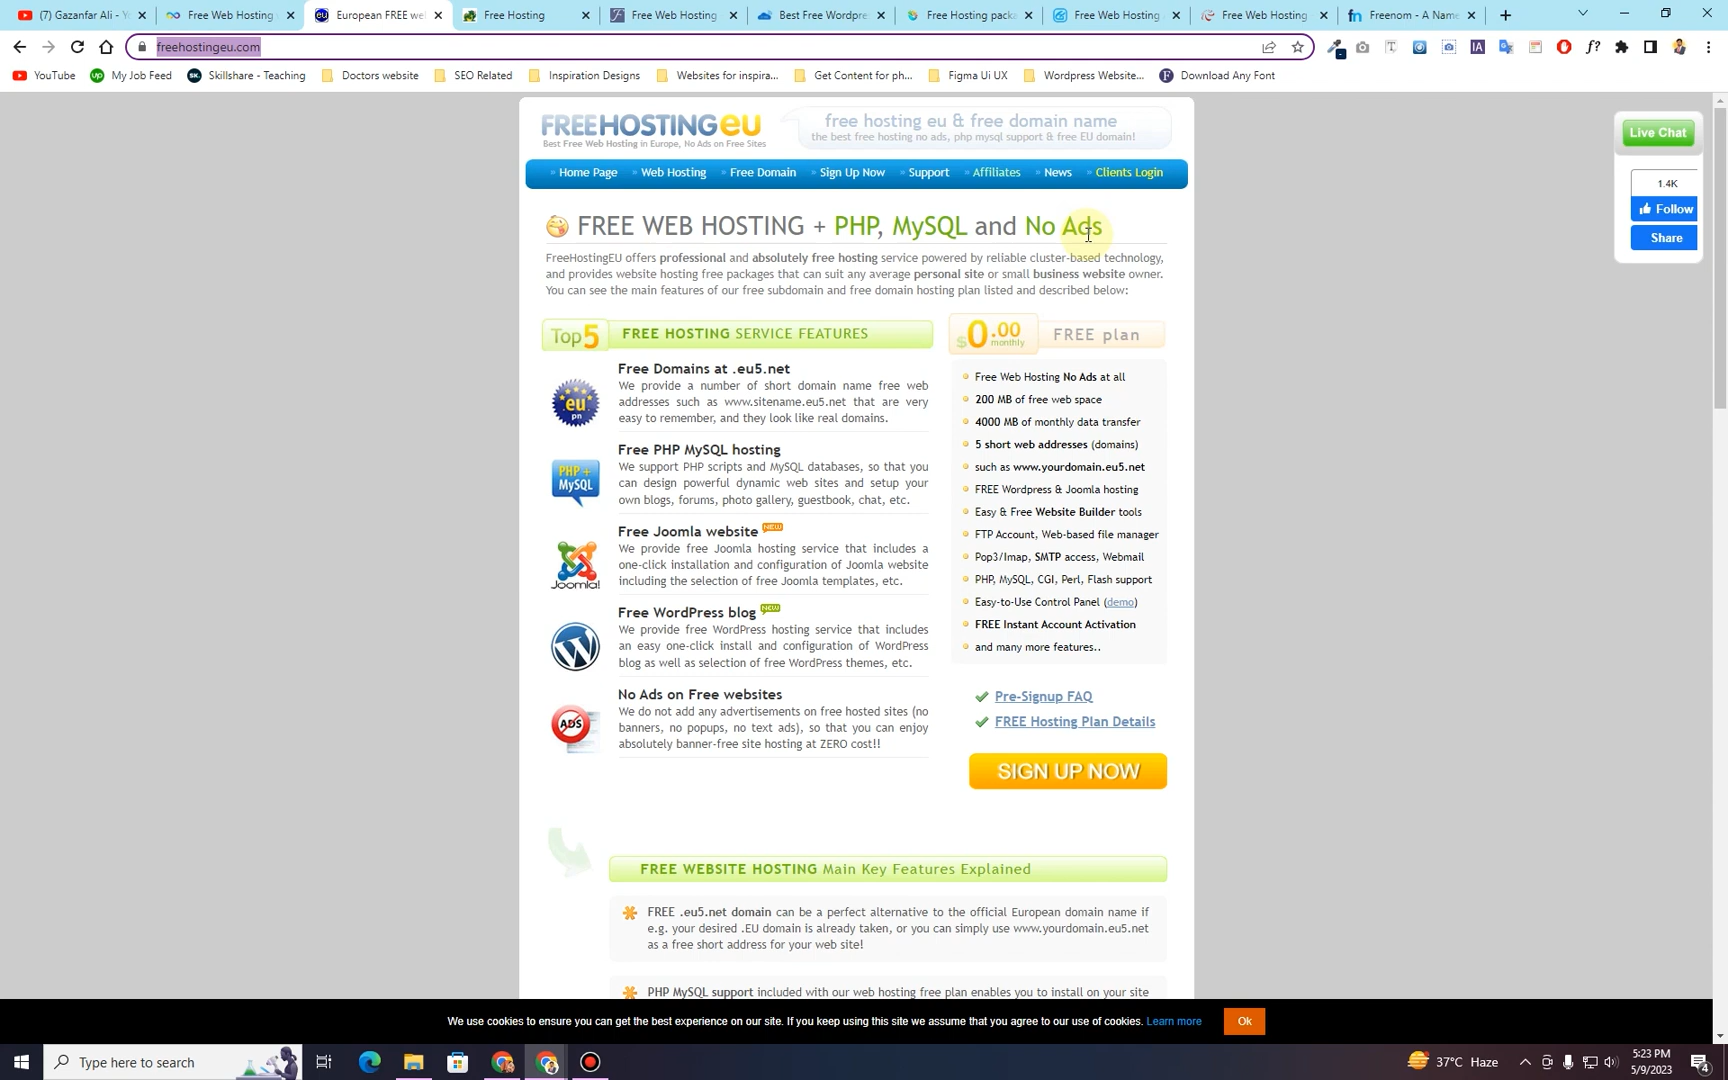 (7) Gazanfar Ali - Yo
Free Web Hosting
European FREE we
Free Hosting
Free Web Hosting
Best Free Wordpre
Free Hosting pack
Free Web Hosting
Free Web Hosting
Freenom - A Name
freehostingeu.com
YouTube
My Job Feed
Skillshare - Teaching
Doctors website
SEO Related
Inspiration Designs
Websites for inspira...
Get Content for ph...
Figma Ui UX
Wordpress Website...
Download Any Font
FREEHOSTINGEU
Best Free Web Hosting in Europe, No Ads on Free Sites
free hosting eu & free domain name
the best free hosting no ads, php mysql support & free EU domain!
Home Page
Web Hosting
Free Domain
Sign Up Now
Support
Affiliates
News
Clients Login
Live Chat
1.4K
Follow
Share
FREE WEB HOSTING + PHP, MySQL and No Ads
FreeHostingEU offers professional and absolutely free hosting service powered by reliable cluster-based technology,
and provides website hosting free packages that can suit any average personal site or small business website owner.
You can see the main features of our free subdomain and free domain hosting plan listed and described below:
Top5 FREE HOSTING SERVICE FEATURES
Free Domains at .eu5.net
We provide a number of short domain name free web
addresses such as www.sitename.eu5.net that are very
easy to remember, and they look like real domains.
.eu
pn
Free PHP MySQL hosting
We support PHP scripts and MySQL databases, so that you
can design powerful dynamic web sites and setup your
own blogs, forums, photo gallery, guestbook, chat, etc.
PHP +
MySQL
Free Joomla website NEW
We provide free Joomla hosting service that includes a
one-click installation and configuration of Joomla website
including the selection of free Joomla templates, etc.
Joomla!
Free WordPress blog NEW
We provide free WordPress hosting service that includes
an easy one-click install and configuration of WordPress
blog as well as selection of free WordPress themes, etc.
No Ads on Free websites
We do not add any advertisements on free hosted sites (no
banners, no popups, no text ads), so that you can enjoy
absolutely banner-free site hosting at ZERO cost!!
ADS
$0.00 monthly FREE plan
Free Web Hosting No Ads at all
200 MB of free web space
4000 MB of monthly data transfer
5 short web addresses (domains)
such as www.yourdomain.eu5.net
FREE Wordpress & Joomla hosting
Easy & Free Website Builder tools
FTP Account, Web-based file manager
Pop3/Imap, SMTP access, Webmail
PHP, MySQL, CGI, Perl, Flash support
Easy-to-Use Control Panel (demo)
FREE Instant Account Activation
and many more features..
Pre-Signup FAQ
FREE Hosting Plan Details
SIGN UP NOW
FREE WEBSITE HOSTING Main Key Features Explained
FREE .eu5.net domain can be a perfect alternative to the official European domain name if
e.g. your desired .EU domain is already taken, or you can simply use www.yourdomain.eu5.net
as a free short address for your web site!
PHP MySQL support included with our web hosting free plan enables you to install on your site
We use cookies to ensure you can get the best experience on our site. If you keep using this site we assume that you agree to our use of cookies. Learn more
Ok
Type here to search
37°C Haze
5:23 PM
5/9/2023
4